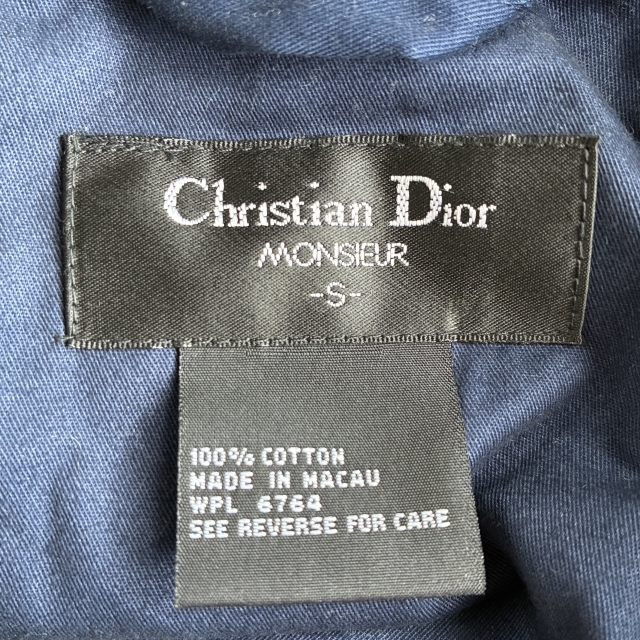 Christian Dior
MONSIEUR
-S-
100% COTTON
MADE IN MACAU
WPL 6764
SEE REVERSE FOR CARE